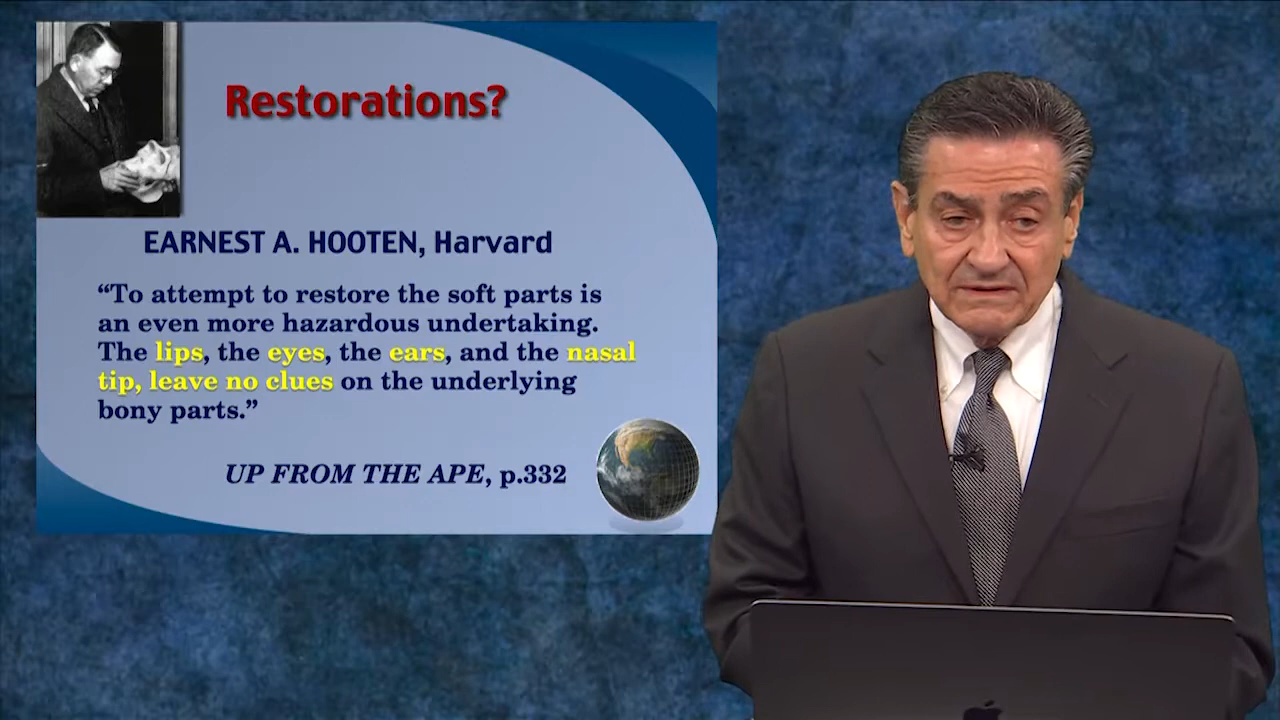 Restorations?
EARNEST A. HOOTEN, Harvard
“To attempt to restore the soft parts is
an even more hazardous undertaking.
The lips, the eyes, the ears, and the nasal
tip, leave no clues on the underlying
bony parts.”
UP FROM THE APE, p.332